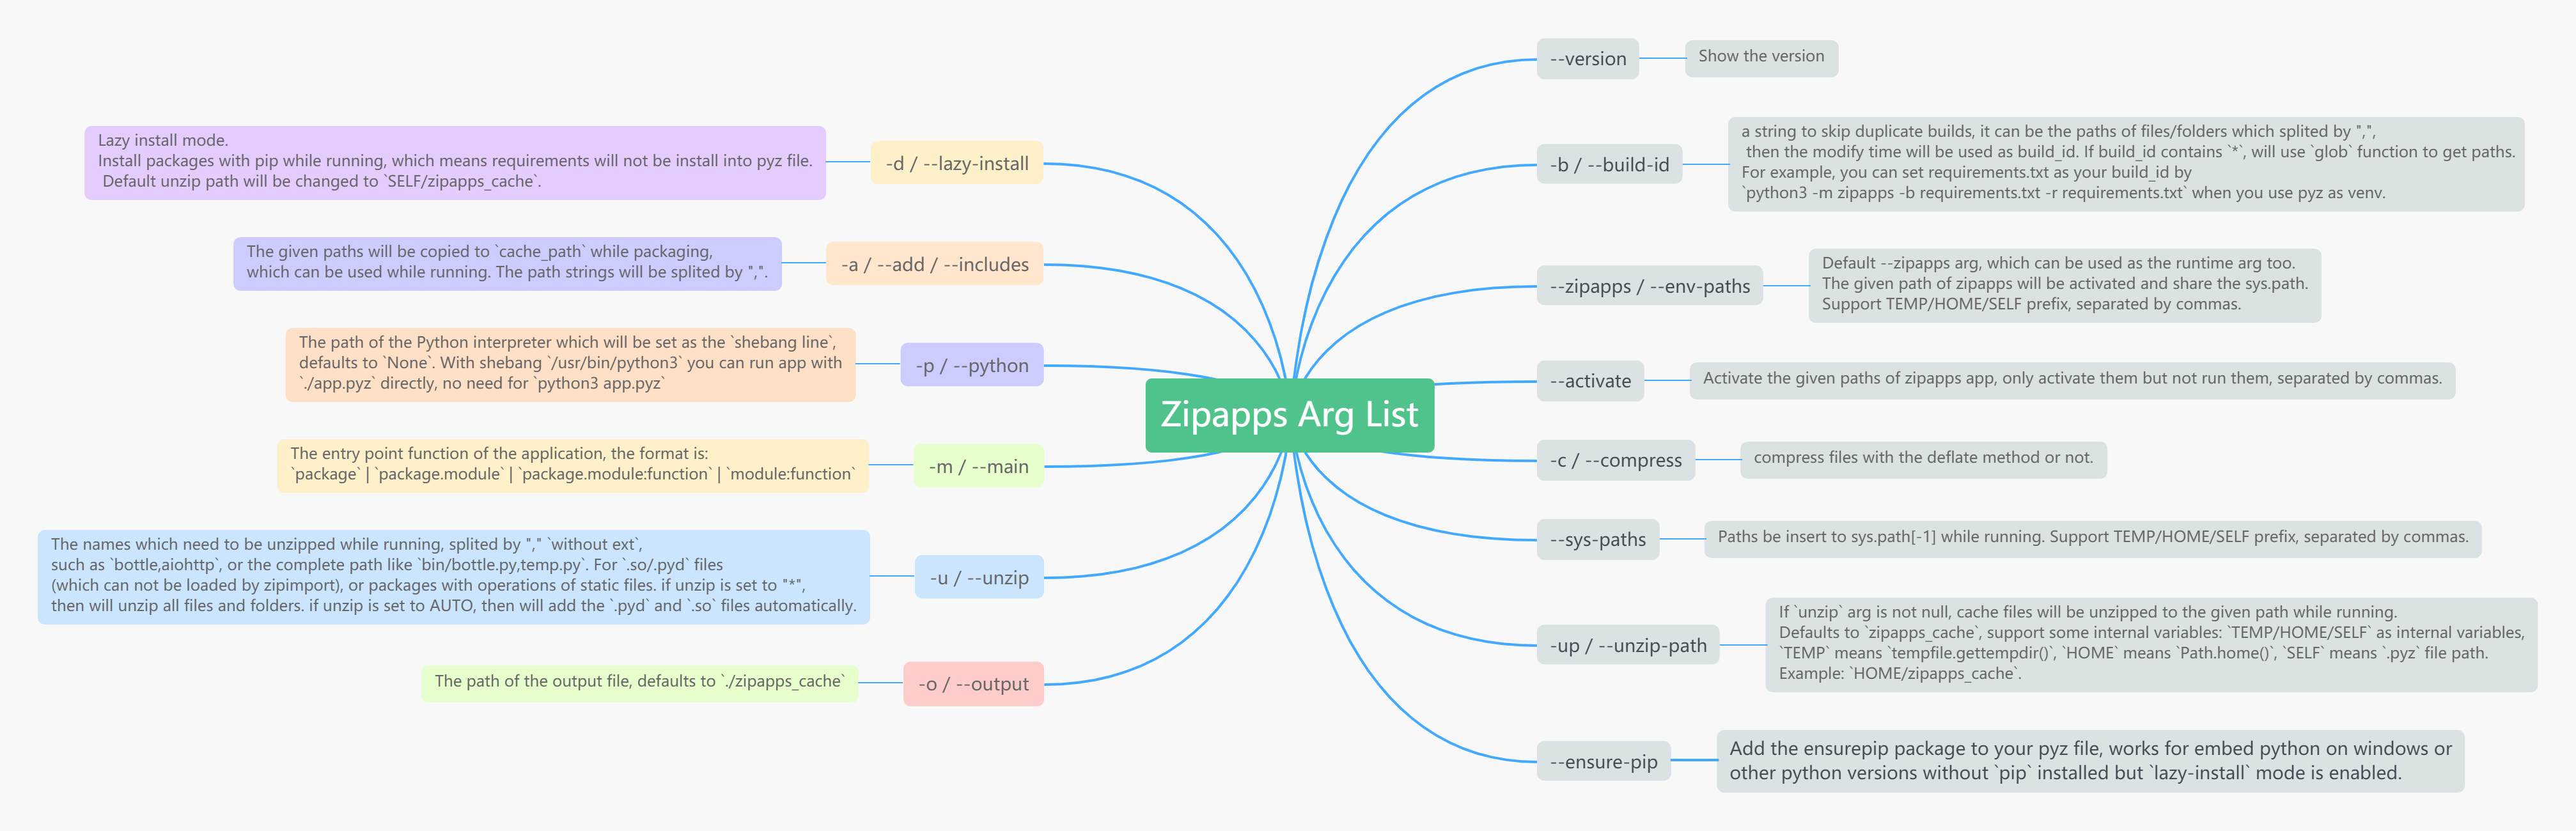 Zipapps Arg List
-d / --lazy-install
Lazy install mode.
Install packages with pip while running, which means requirements will not be install into pyz file.
Default unzip path will be changed to `SELF/zipapps_cache`.
-a / --add / --includes
The given paths will be copied to `cache_path` while packaging,
which can be used while running. The path strings will be splited by ",".
-p / --python
The path of the Python interpreter which will be set as the `shebang line`,
defaults to `None`. With shebang `/usr/bin/python3` you can run app with
`./app.pyz` directly, no need for `python3 app.pyz`
-m / --main
The entry point function of the application, the format is:
`package` | `package.module` | `package.module:function` | `module:function`
-u / --unzip
The names which need to be unzipped while running, splited by "," `without ext`,
such as `bottle,aiohttp`, or the complete path like `bin/bottle.py,temp.py`. For `.so/.pyd` files
(which can not be loaded by zipimport), or packages with operations of static files. if unzip is set to "*",
then will unzip all files and folders. if unzip is set to AUTO, then will add the `.pyd` and `.so` files automatically.
-o / --output
The path of the output file, defaults to `./zipapps_cache`
--version
Show the version
-b / --build-id
a string to skip duplicate builds, it can be the paths of files/folders which splited by ",",
then the modify time will be used as build_id. If build_id contains `*`, will use `glob` function to get paths.
For example, you can set requirements.txt as your build_id by
`python3 -m zipapps -b requirements.txt -r requirements.txt` when you use pyz as venv.
--zipapps / --env-paths
Default --zipapps arg, which can be used as the runtime arg too.
The given path of zipapps will be activated and share the sys.path.
Support TEMP/HOME/SELF prefix, separated by commas.
--activate
Activate the given paths of zipapps app, only activate them but not run them, separated by commas.
-c / --compress
compress files with the deflate method or not.
--sys-paths
Paths be insert to sys.path[-1] while running. Support TEMP/HOME/SELF prefix, separated by commas.
-up / --unzip-path
If `unzip` arg is not null, cache files will be unzipped to the given path while running.
Defaults to `zipapps_cache`, support some internal variables: `TEMP/HOME/SELF` as internal variables,
`TEMP` means `tempfile.gettempdir()`, `HOME` means `Path.home()`, `SELF` means `.pyz` file path.
Example: `HOME/zipapps_cache`.
--ensure-pip
Add the ensurepip package to your pyz file, works for embed python on windows or
other python versions without `pip` installed but `lazy-install` mode is enabled.